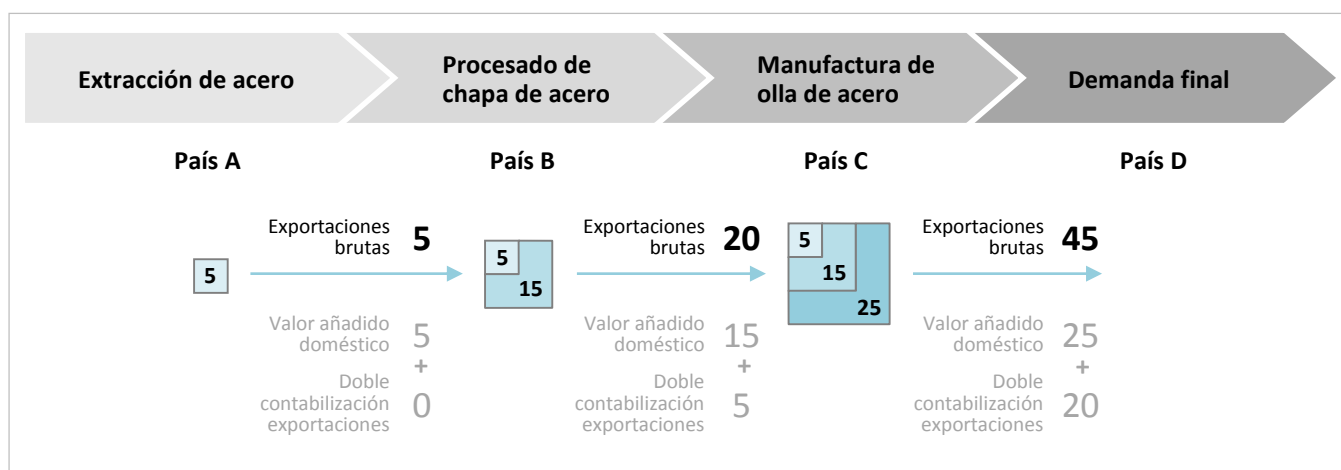 Extracción de acero
Procesado de
chapa de acero
Manufactura de
olla de acero
Demanda final
País A
País B
País C
País D
5
Exportaciones
brutas
5
Valor añadido
doméstico
5
+
Doble
contabilización
exportaciones
0
5
15
Exportaciones
brutas
20
Valor añadido
doméstico
15
+
Doble
contabilización
exportaciones
5
5
15
25
Exportaciones
brutas
45
Valor añadido
doméstico
25
+
Doble
contabilización
exportaciones
20